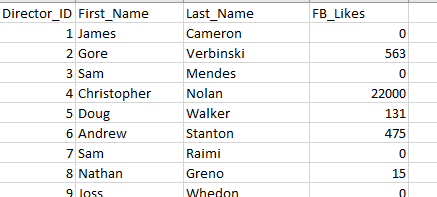 Director_ID First_Name Last_Name FB_Likes
1 James Cameron 0
2 Gore Verbinski 563
3 Sam Mendes 0
4 Christopher Nolan 22000
5 Doug Walker 131
6 Andrew Stanton 475
7 Sam Raimi 0
8 Nathan Greno 15
9 Joss Whedon 0